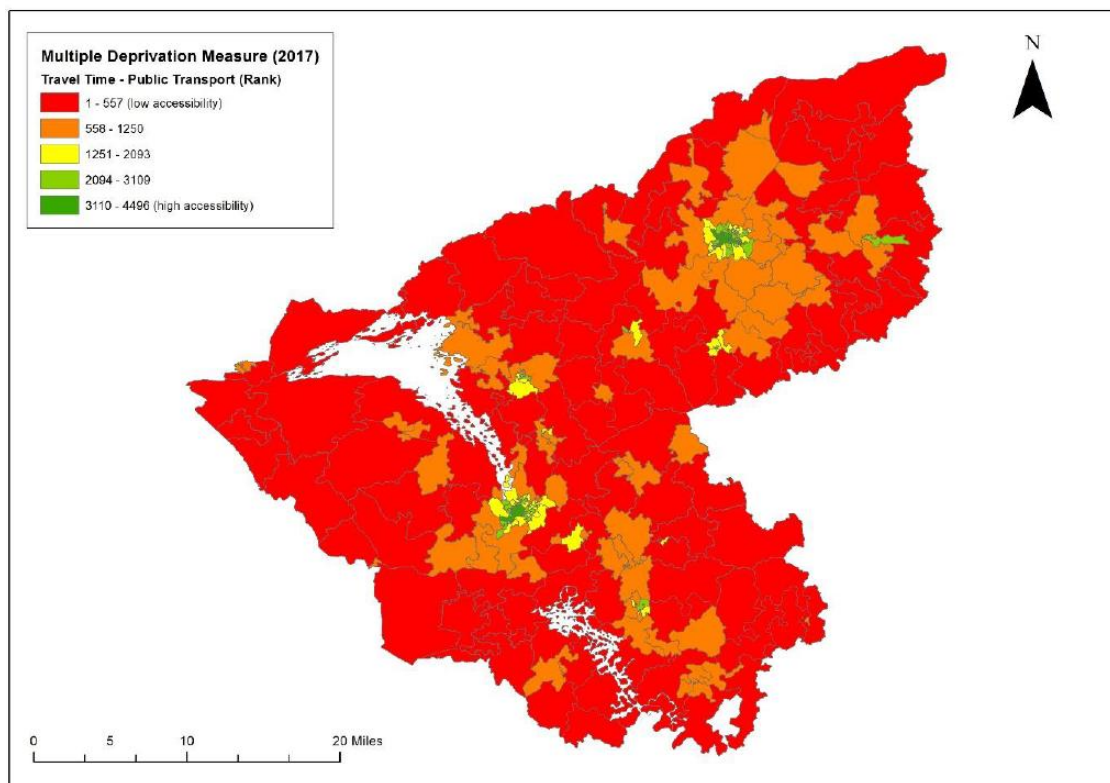 Multiple Deprivation Measure (2017)
Travel Time - Public Transport (Rank)
1 - 557 (low accessibility)
558 - 1250
1251 - 2093
2094 - 3109
3110 - 4496 (high accessibility)
N
0 5 10 20 Miles